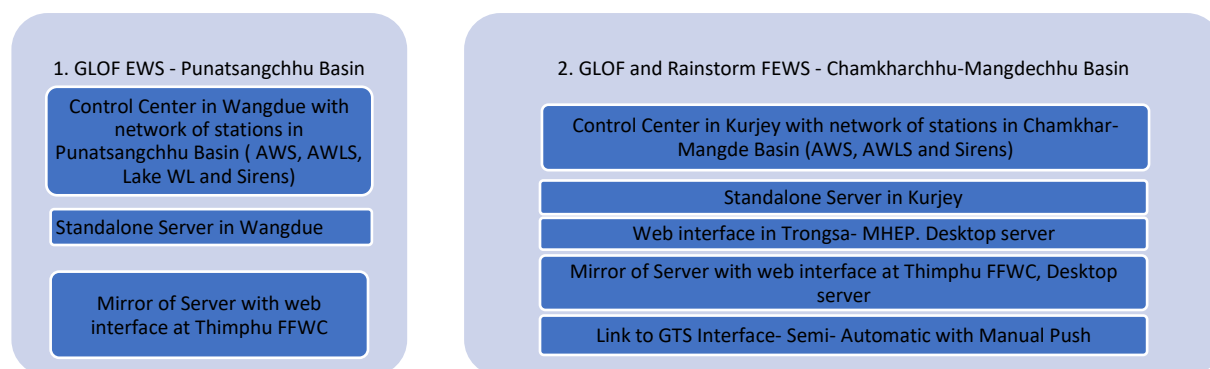 1. GLOF EWS - Punatsangchhu Basin
Control Center in Wangdue with
network of stations in
Punatsangchhu Basin ( AWS, AWLS,
Lake WL and Sirens)
Standalone Server in Wangdue
Mirror of Server with web
interface at Thimphu FFWC
2. GLOF and Rainstorm FEWS - Chamkharchhu-Mangdechhu Basin
Control Center in Kurjey with network of stations in Chamkhar-
Mangde Basin (AWS, AWLS and Sirens)
Standalone Server in Kurjey
Web interface in Trongsa- MHEP. Desktop server
Mirror of Server with web interface at Thimphu FFWC, Desktop
server
Link to GTS Interface- Semi- Automatic with Manual Push